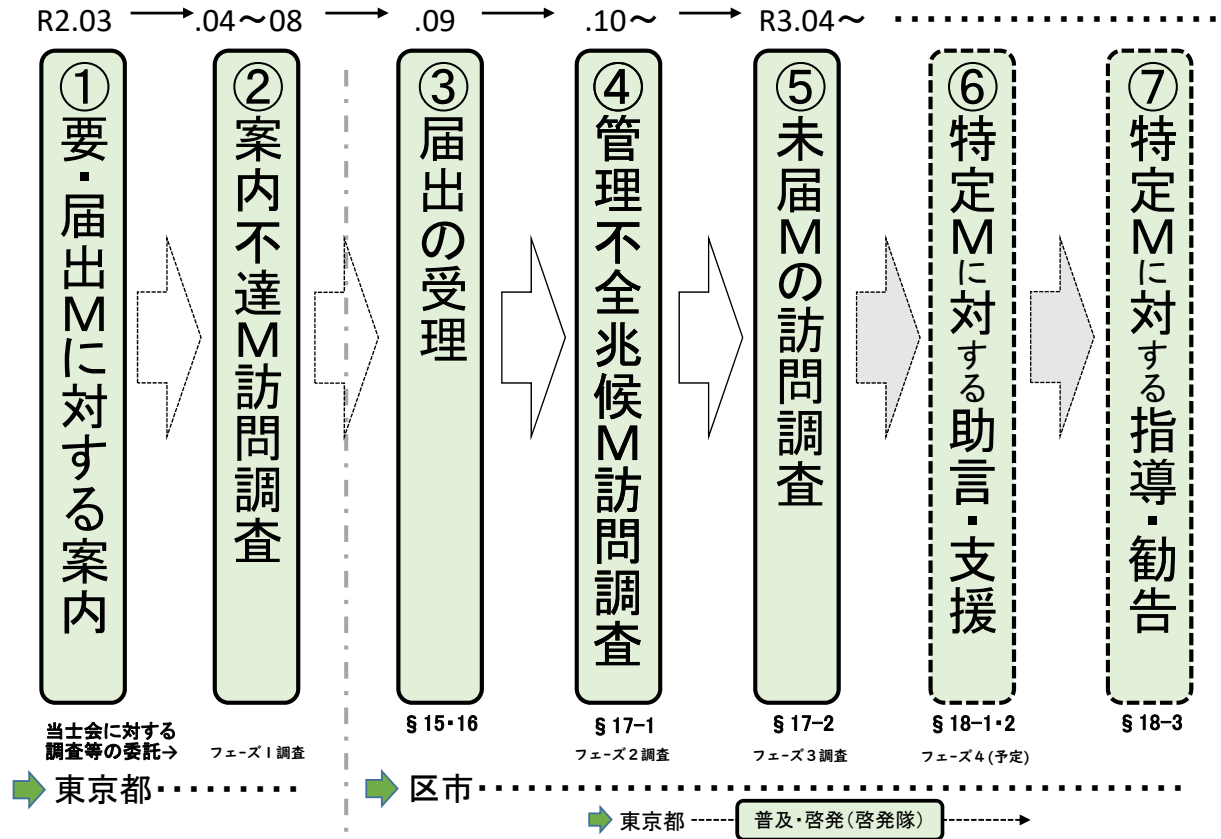 R2.03
.04～08
.09
.10～
R3.04～
①要・届出Mに対する案内
②案内不達M訪問調査
③届出の受理
④管理不全兆候M訪問調査
⑤未届Mの訪問調査
⑥特定Mに対する助言・支援
⑦特定Mに対する指導・勧告
§15・16
§17-1
§17-2
§18-1・2
§18-3
当士会に対する
調査等の委託→
フェーズ1調査
フェーズ2調査
フェーズ3調査
フェーズ4(予定)
東京都
区市
東京都
普及・啓発(啓発隊)